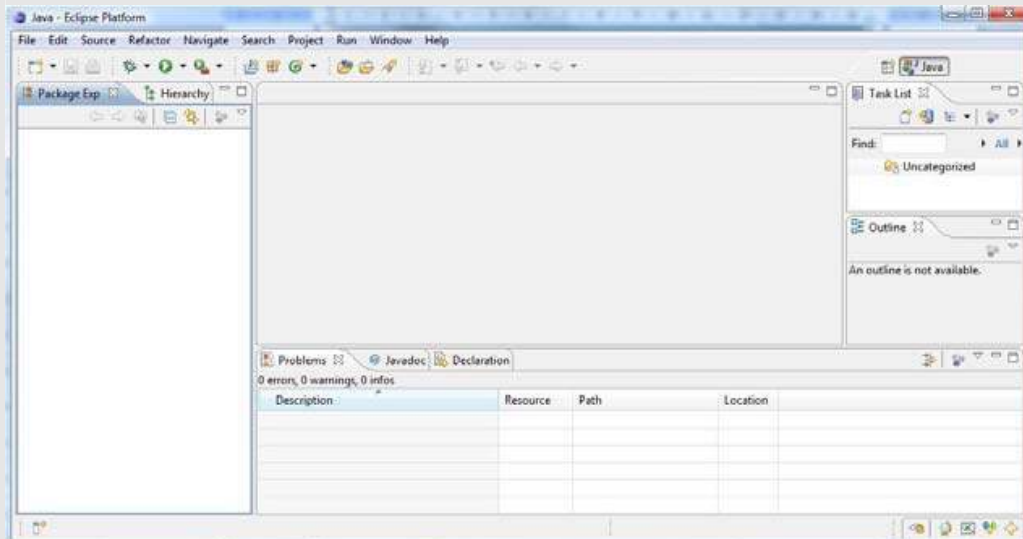 Java - Eclipse Platform
File Edit Source Refactor Navigate Search Project Run Window Help
Java
Package Exp Hierarchy
Task List
Find: All
Uncategorized
Outline
An outline is not available.
Problems Javadoc Declaration
0 errors, 0 warnings, 0 infos
Description Resource Path Location